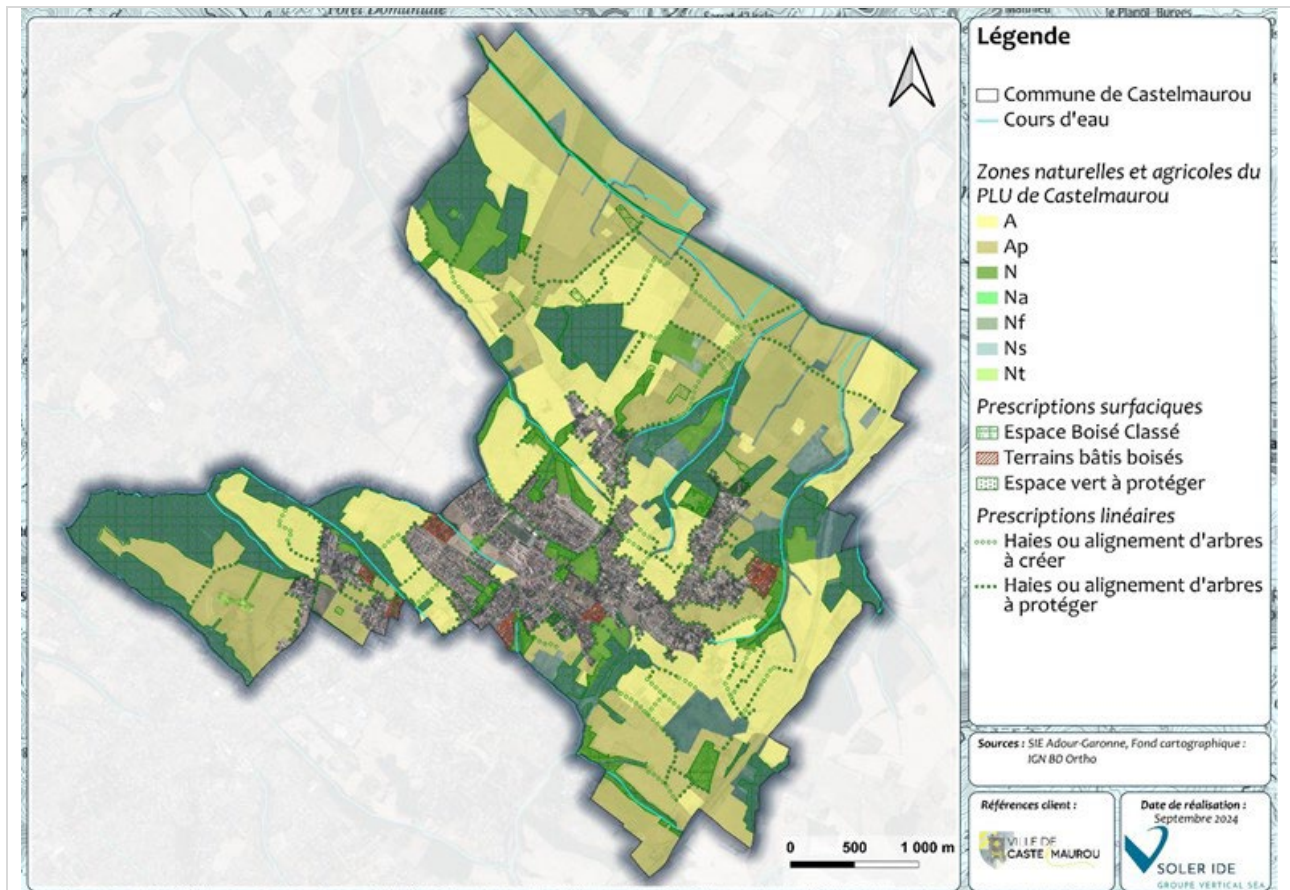 Forêt Domaniale
Légende
Commune de Castelmaurou
Cours d'eau
Zones naturelles et agricoles du
PLU de Castelmaurou
A
Ap
N
Na
Nf
Ns
Nt
Prescriptions surfaciques
Espace Boisé Classé
Terrains bâtis boisés
Espace vert à protéger
Prescriptions linéaires
Haies ou alignement d'arbres
à créer
Haies ou alignement d'arbres
à protéger
0 500 1 000 m
Sources : SIE Adour-Garonne, Fond cartographique :
IGN BD Ortho
Références client :
VILLE DE
CASTELMAUROU
Date de réalisation :
Septembre 2024
SOLER IDE
GROUPE VERTICAL SEA